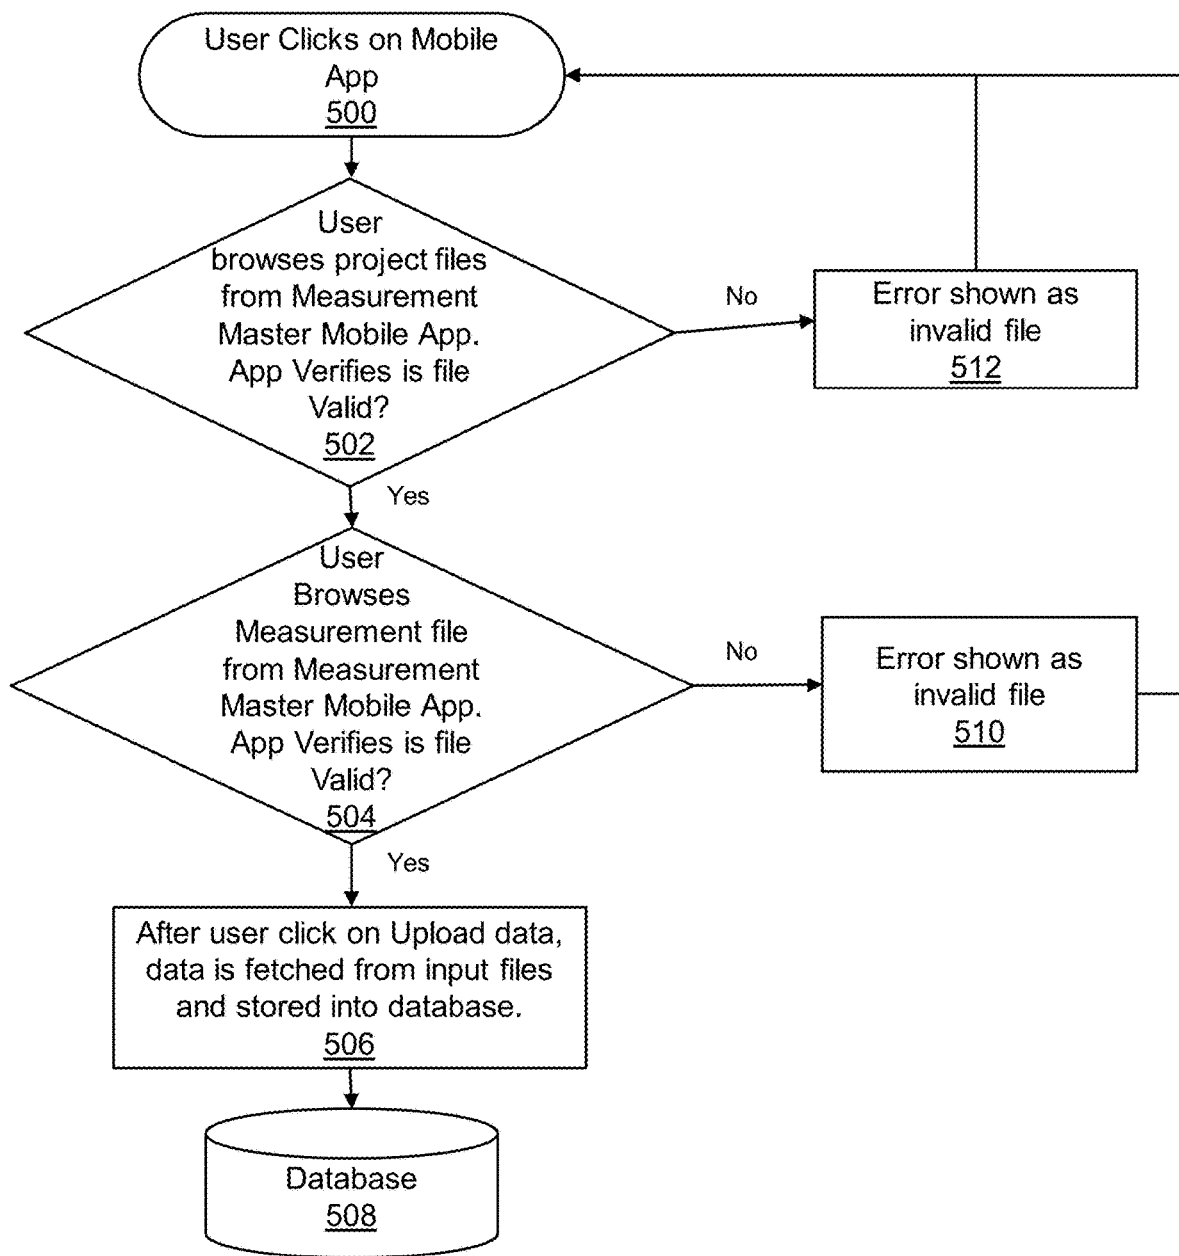 User Clicks on Mobile
App
500
User
browses project files
from Measurement
Master Mobile App.
App Verifies is file
Valid?
502
No
Error shown as
invalid file
512
Yes
User
Browses
Measurement file
from Measurement
Master Mobile App.
App Verifies is file
Valid?
504
No
Error shown as
invalid file
510
Yes
After user click on Upload data,
data is fetched from input files
and stored into database.
506
Database
508